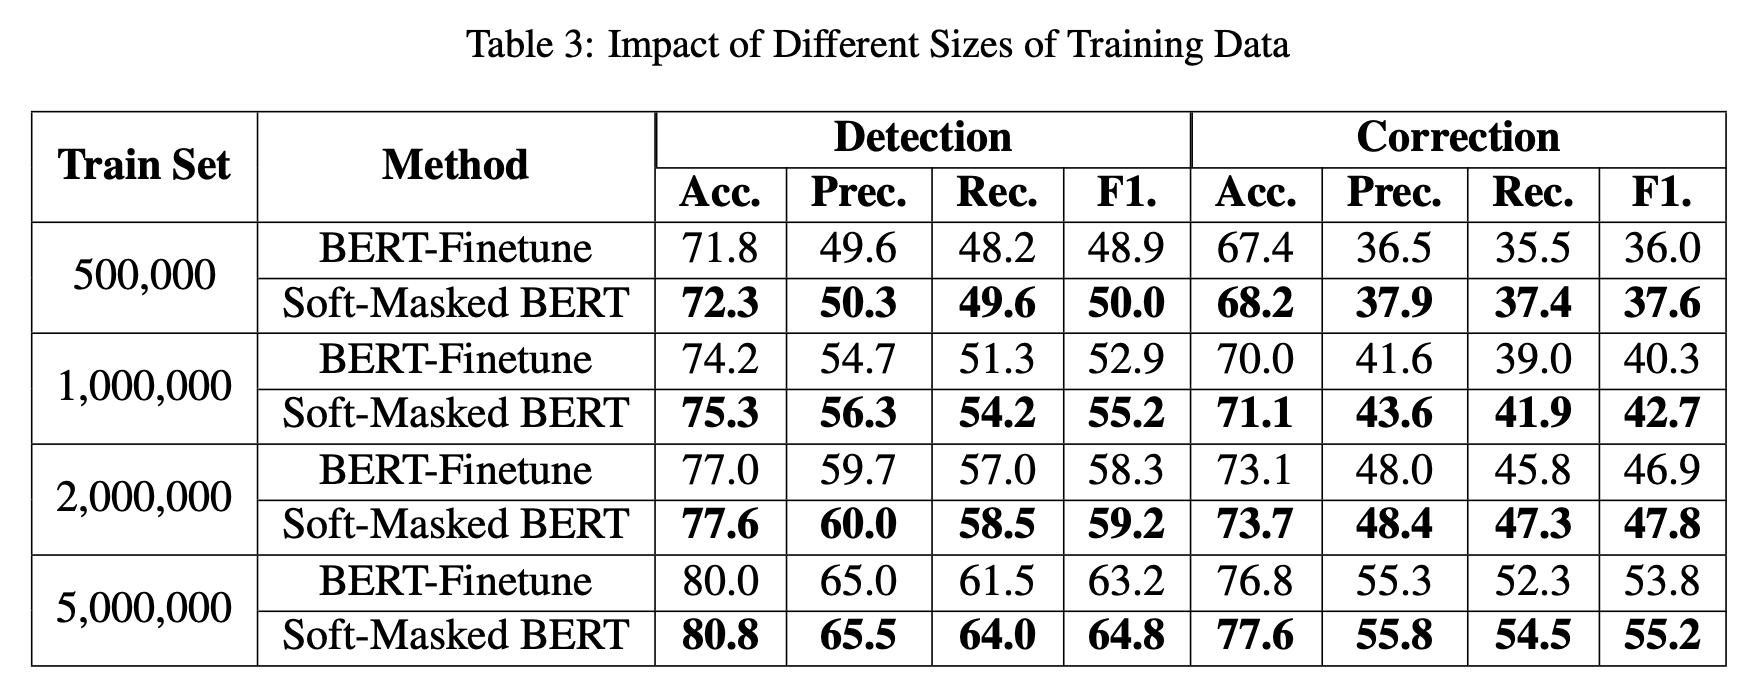 Table 3: Impact of Different Sizes of Training Data
Train Set Method Detection Correction
Acc. Prec. Rec. F1. Acc. Prec. Rec. F1.
500,000 BERT-Finetune 71.8 49.6 48.2 48.9 67.4 36.5 35.5 36.0
Soft-Masked BERT 72.3 50.3 49.6 50.0 68.2 37.9 37.4 37.6
1,000,000 BERT-Finetune 74.2 54.7 51.3 52.9 70.0 41.6 39.0 40.3
Soft-Masked BERT 75.3 56.3 54.2 55.2 71.1 43.6 41.9 42.7
2,000,000 BERT-Finetune 77.0 59.7 57.0 58.3 73.1 48.0 45.8 46.9
Soft-Masked BERT 77.6 60.0 58.5 59.2 73.7 48.4 47.3 47.8
5,000,000 BERT-Finetune 80.0 65.0 61.5 63.2 76.8 55.3 52.3 53.8
Soft-Masked BERT 80.8 65.5 64.0 64.8 77.6 55.8 54.5 55.2